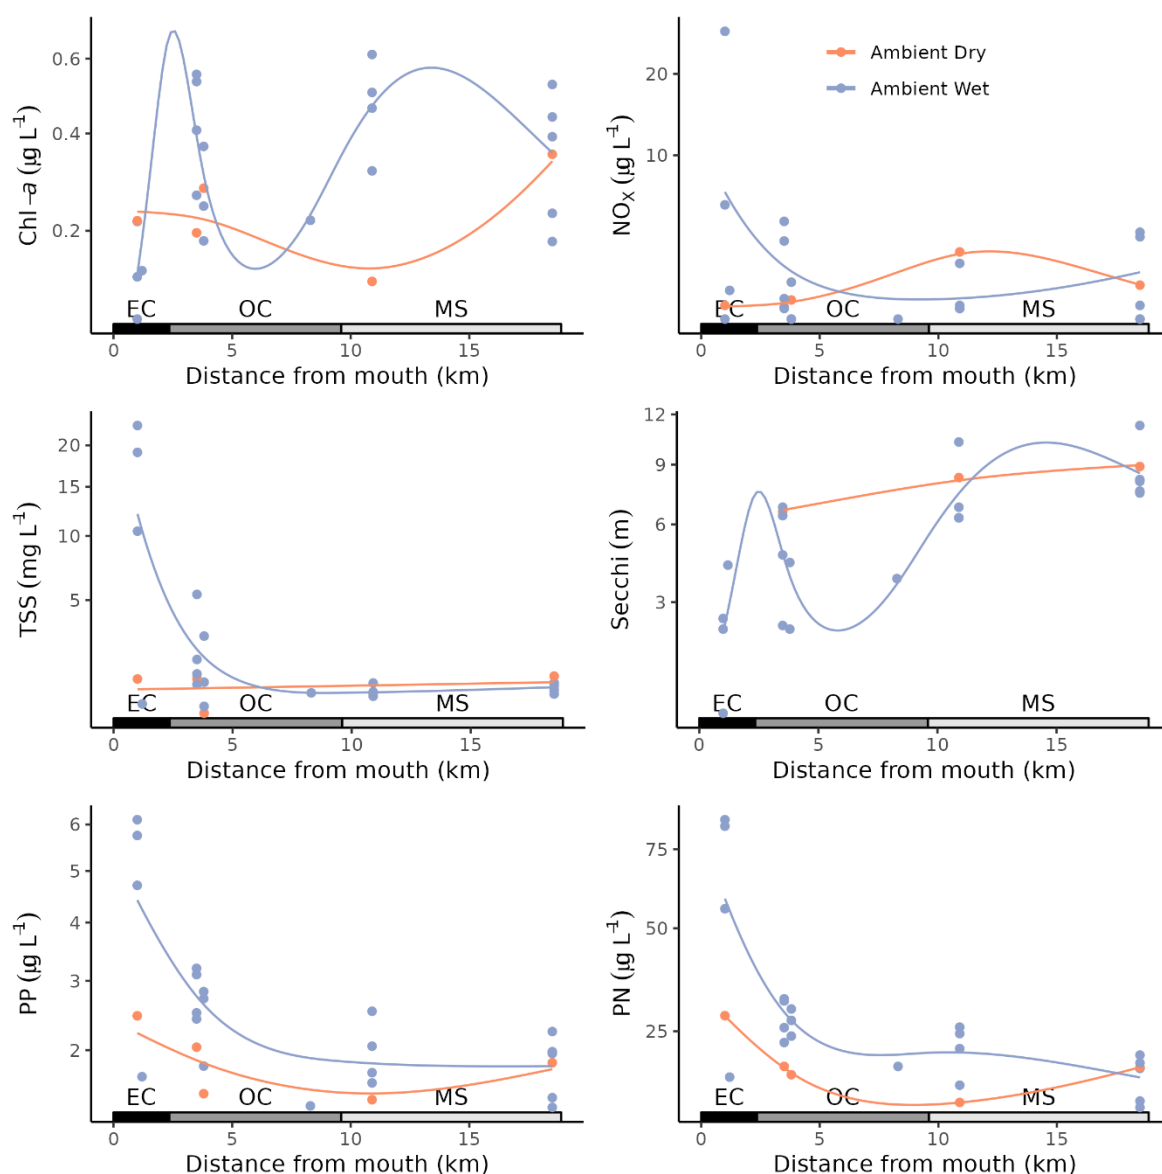 Chl-a (µg L⁻¹)
0.6
0.4
0.2
EC OC MS
0 5 10 15
Distance from mouth (km)
NOX (µg L⁻¹)
20
10
Ambient Dry
Ambient Wet
EC OC MS
0 5 10 15
Distance from mouth (km)
TSS (mg L⁻¹)
20
15
10
5
EC OC MS
0 5 10 15
Distance from mouth (km)
Secchi (m)
12
9
6
3
EC OC MS
0 5 10 15
Distance from mouth (km)
PP (µg L⁻¹)
6
5
4
3
2
EC OC MS
0 5 10 15
Distance from mouth (km)
PN (µg L⁻¹)
75
50
25
EC OC MS
0 5 10 15
Distance from mouth (km)